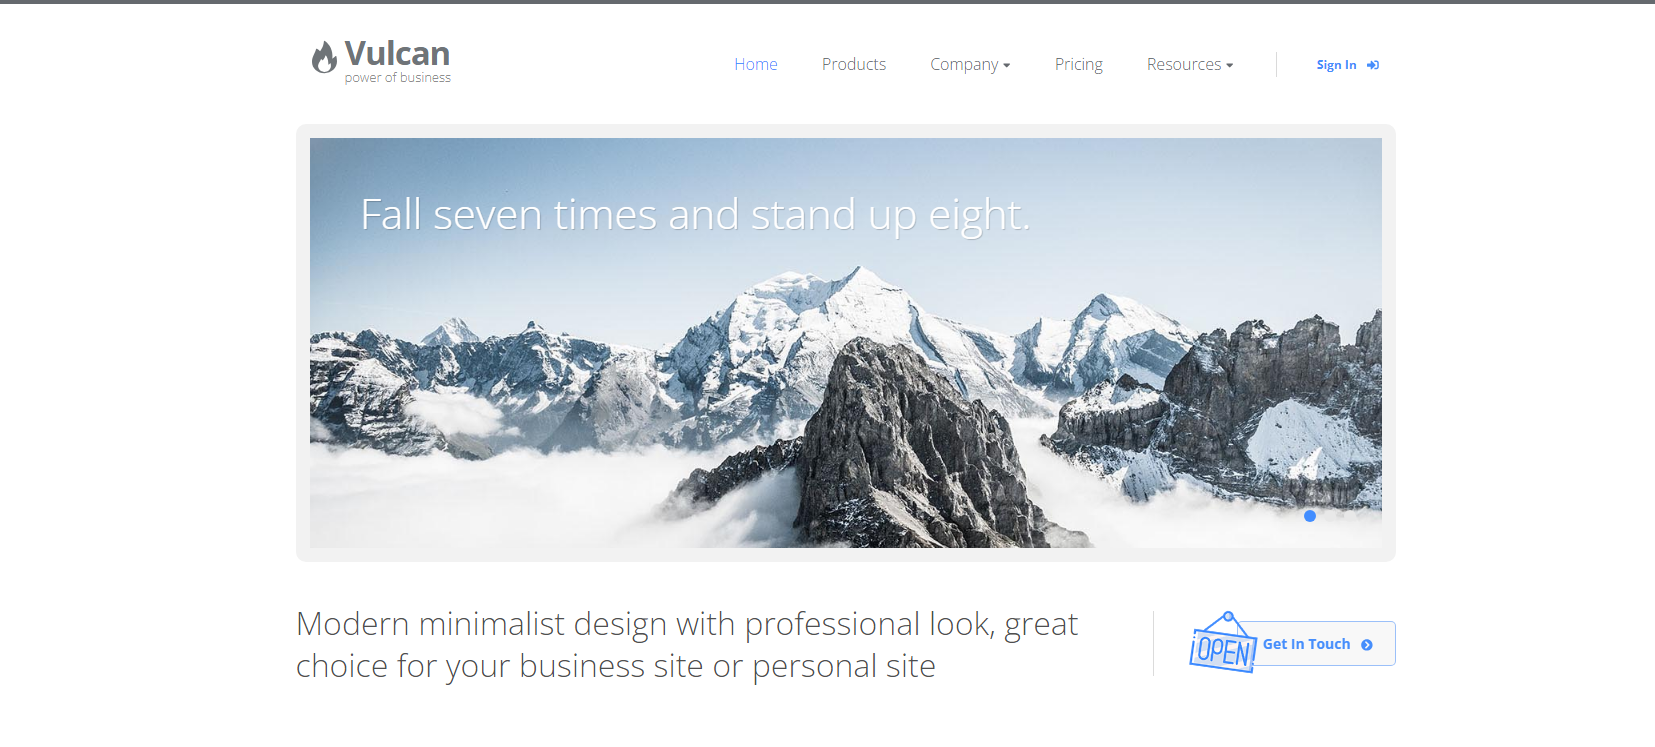 Vulcan
power of business
Home Products Company Pricing Resources Sign In
Fall seven times and stand up eight.
Modern minimalist design with professional look, great
choice for your business site or personal site
OPEN Get In Touch